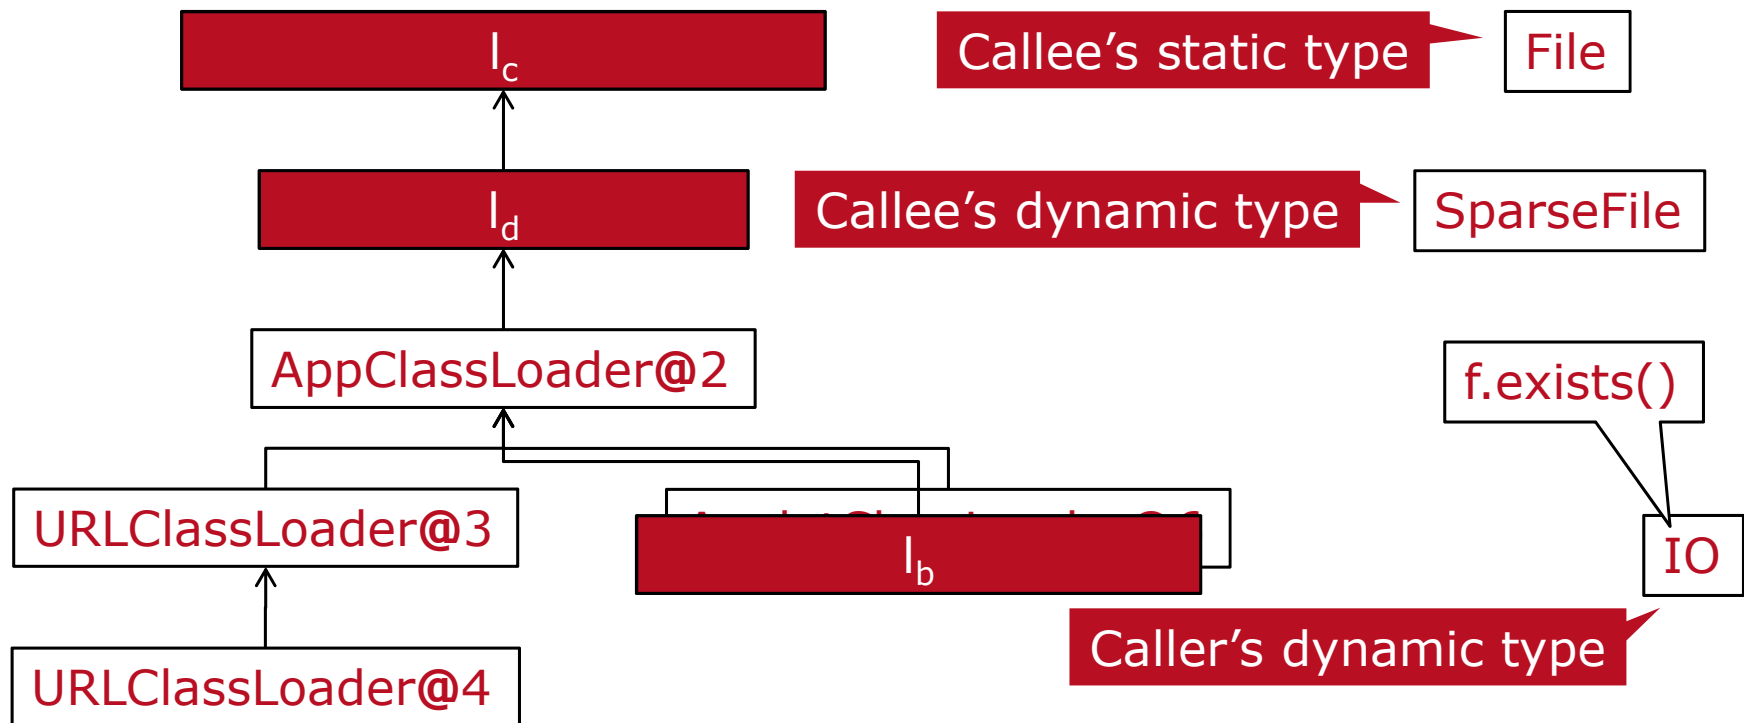 lc
Callee’s static type
File
ld
Callee’s dynamic type
SparseFile
AppClassLoader@2
f.exists()
URLClassLoader@3
lb
IO
Caller’s dynamic type
URLClassLoader@4